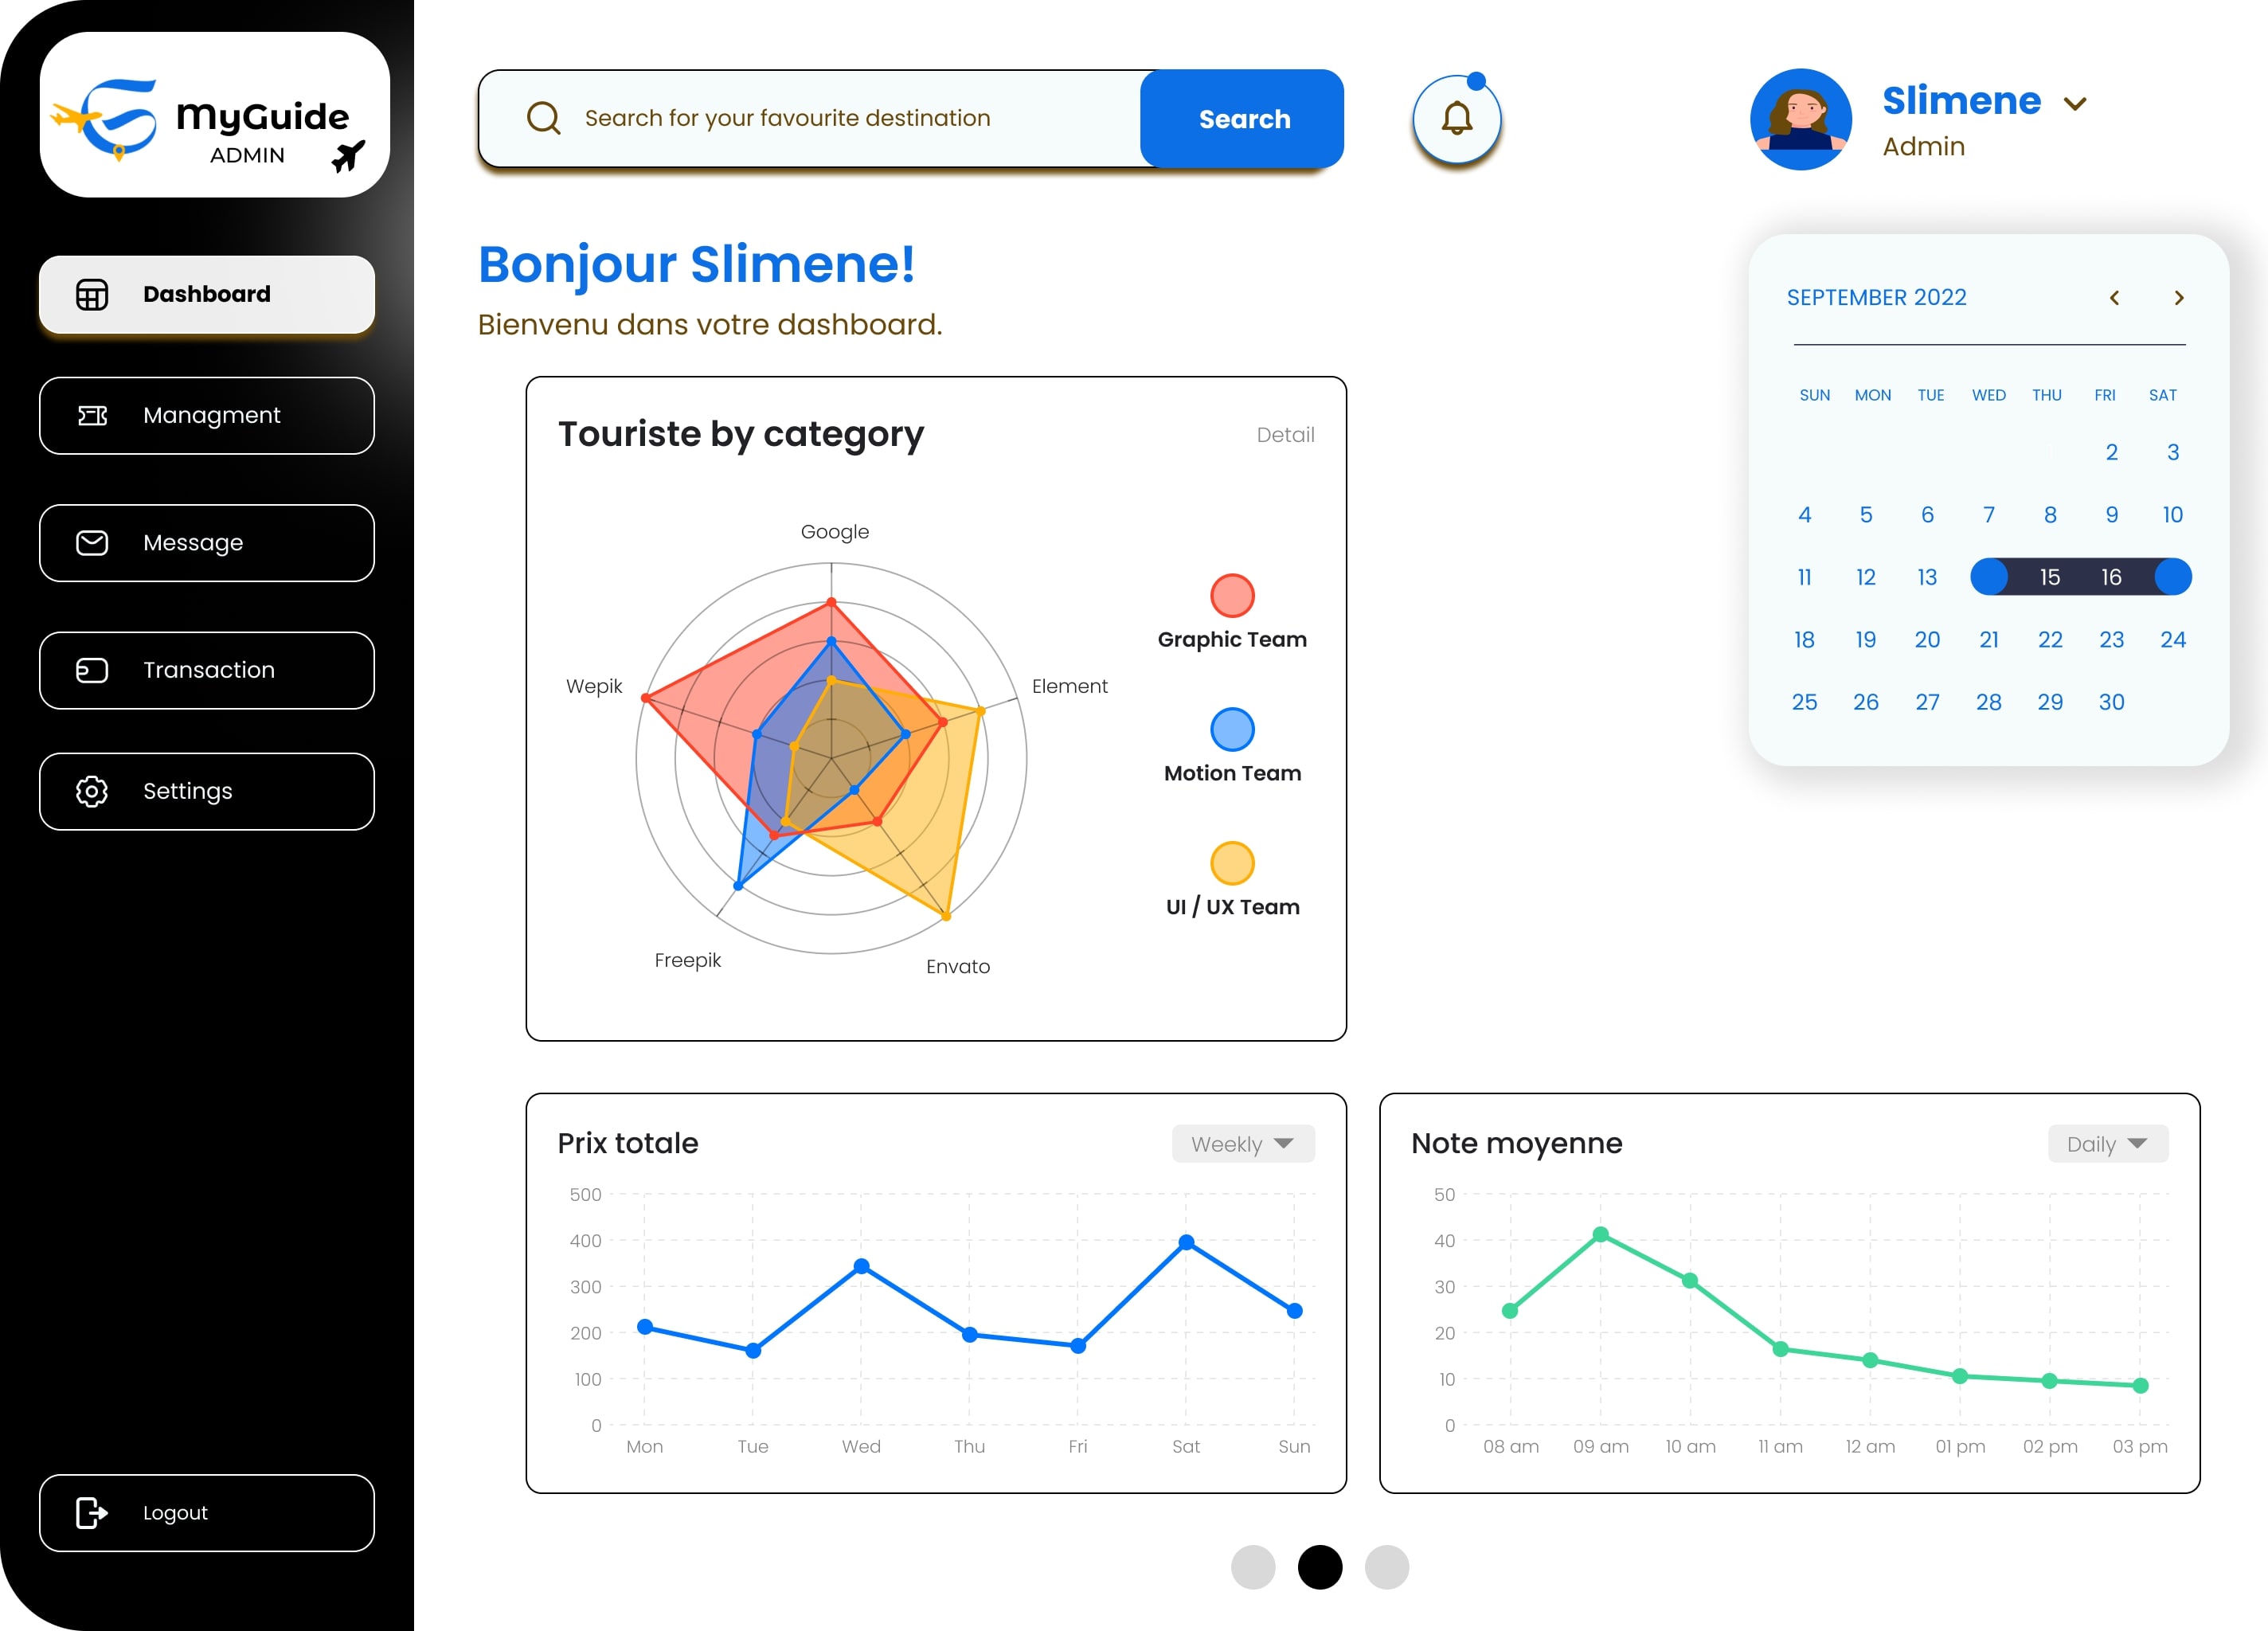 MyGuide
ADMIN
Dashboard
Managment
Message
Transaction
Settings
Logout
Search for your favourite destination
Search
Slimene
Admin
Bonjour Slimene!
Bienvenu dans votre dashboard.
Touriste by category
Detail
Google
Element
Envato
Freepik
Wepik
Graphic Team
Motion Team
UI / UX Team
SEPTEMBER 2022
SUN MON TUE WED THU FRI SAT
2 3
4 5 6 7 8 9 10
11 12 13 15 16
18 19 20 21 22 23 24
25 26 27 28 29 30
Prix totale
Weekly
500
400
300
200
100
0
Mon Tue Wed Thu Fri Sat Sun
Note moyenne
Daily
50
40
30
20
10
0
08 am 09 am 10 am 11 am 12 am 01 pm 02 pm 03 pm